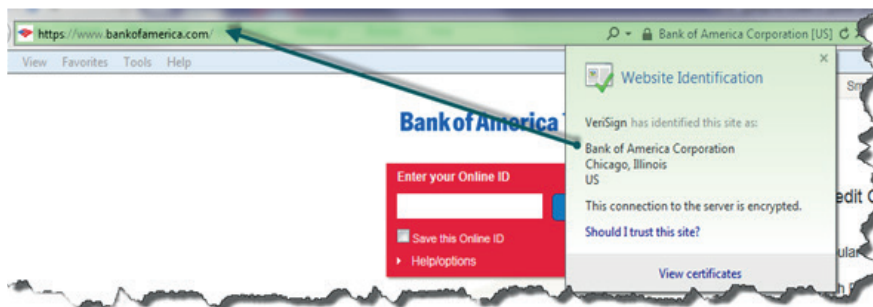 https://www.bankofamerica.com/
Bank of America Corporation [US]
View Favorites Tools Help
Website Identification
VeriSign has identified this site as:
Bank of America Corporation
Chicago, Illinois
US
This connection to the server is encrypted.
Should I trust this site?
View certificates
Bank of America
Enter your Online ID
Save this Online ID
Help/options